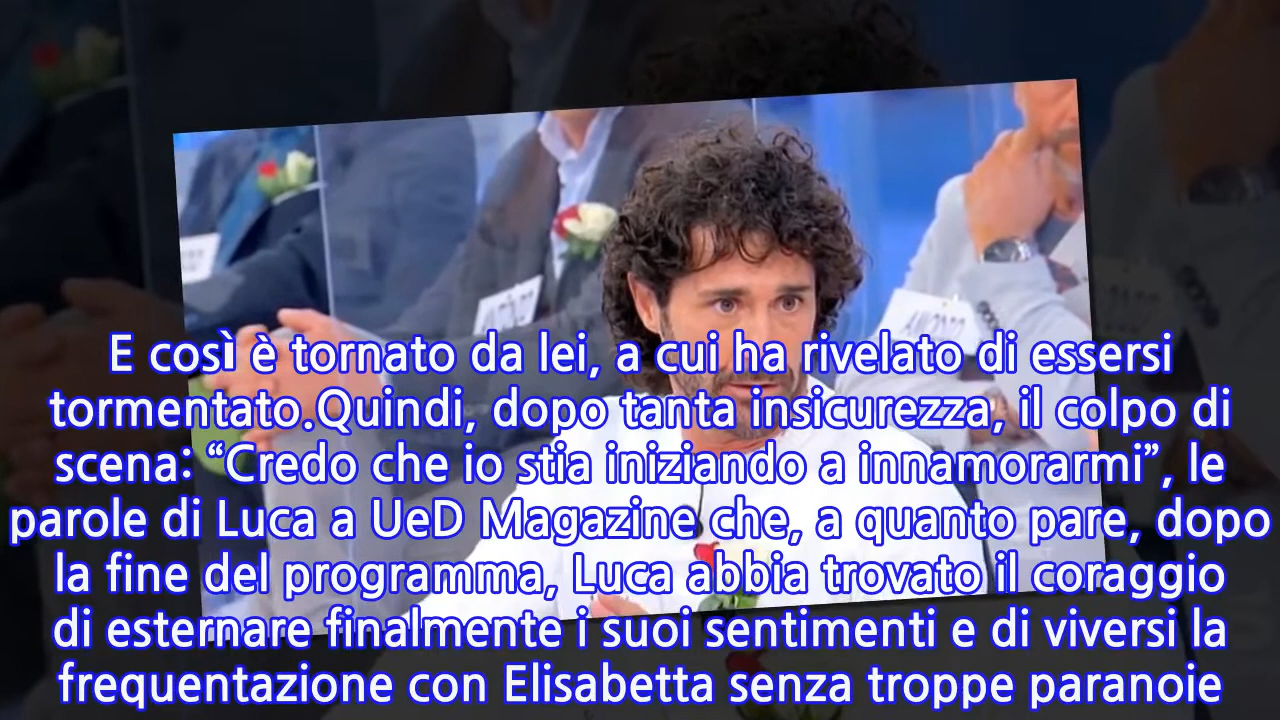 E così è tornato da lei, a cui ha rivelato di essersi
tormentato.Quindi, dopo tanta insicurezza, il colpo di
scena: “Credo che io stia iniziando a innamorarmi”, le
parole di Luca a UeD Magazine che, a quanto pare, dopo
la fine del programma, Luca abbia trovato il coraggio
di esternare finalmente i suoi sentimenti e di viversi la
frequentazione con Elisabetta senza troppe paranoie